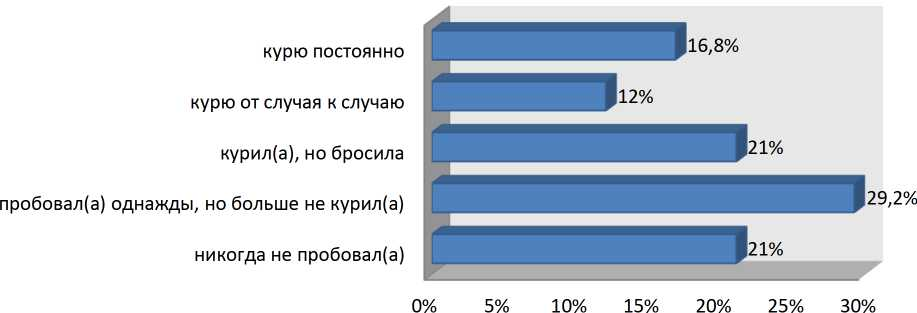 курю постоянно
16,8%
курю от случая к случаю
12%
курил(а), но бросила
21%
пробовал(а) однажды, но больше не курил(а)
29,2%
никогда не пробовал(а)
21%
0% 5% 10% 15% 20% 25% 30%